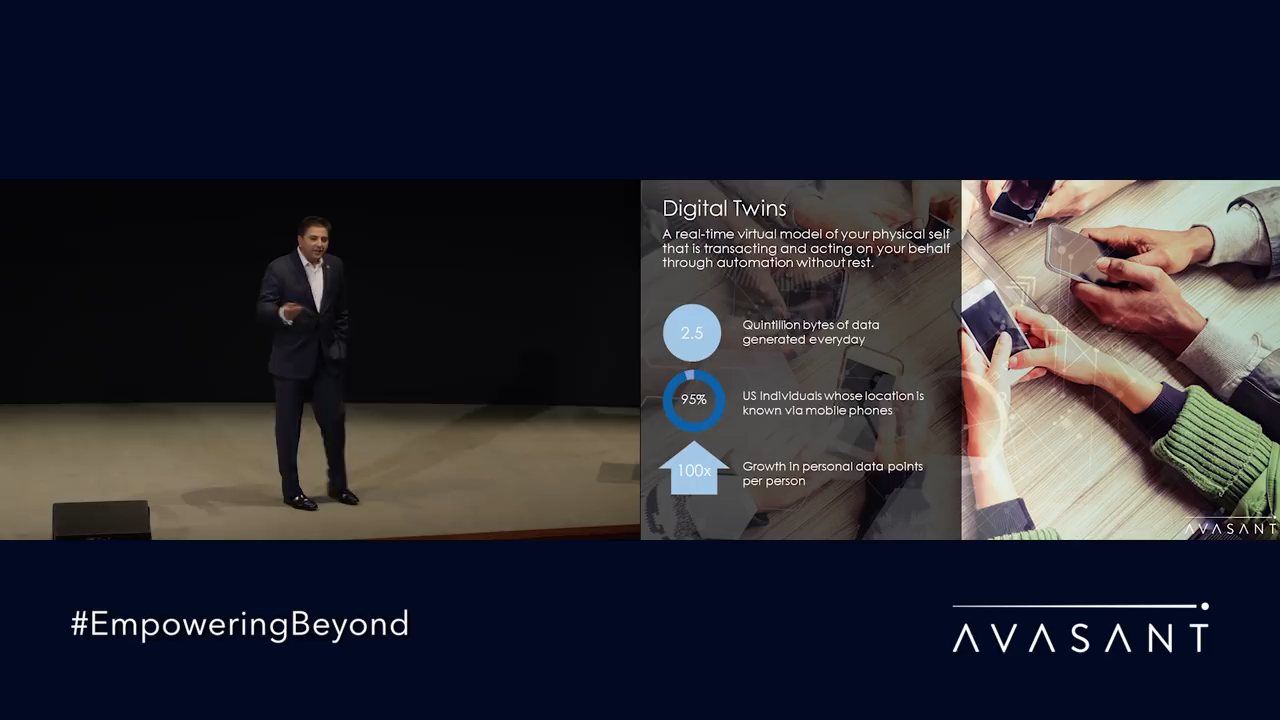 Digital Twins
A real-time virtual model of your physical self
that is transacting and acting on your behalf
through automation without rest.
2.5
Quintillion bytes of data
generated everyday
95%
US Individuals whose location is
known via mobile phones
100x
Growth in personal data points
per person
AVASANT
#EmpoweringBeyond
AVASANT